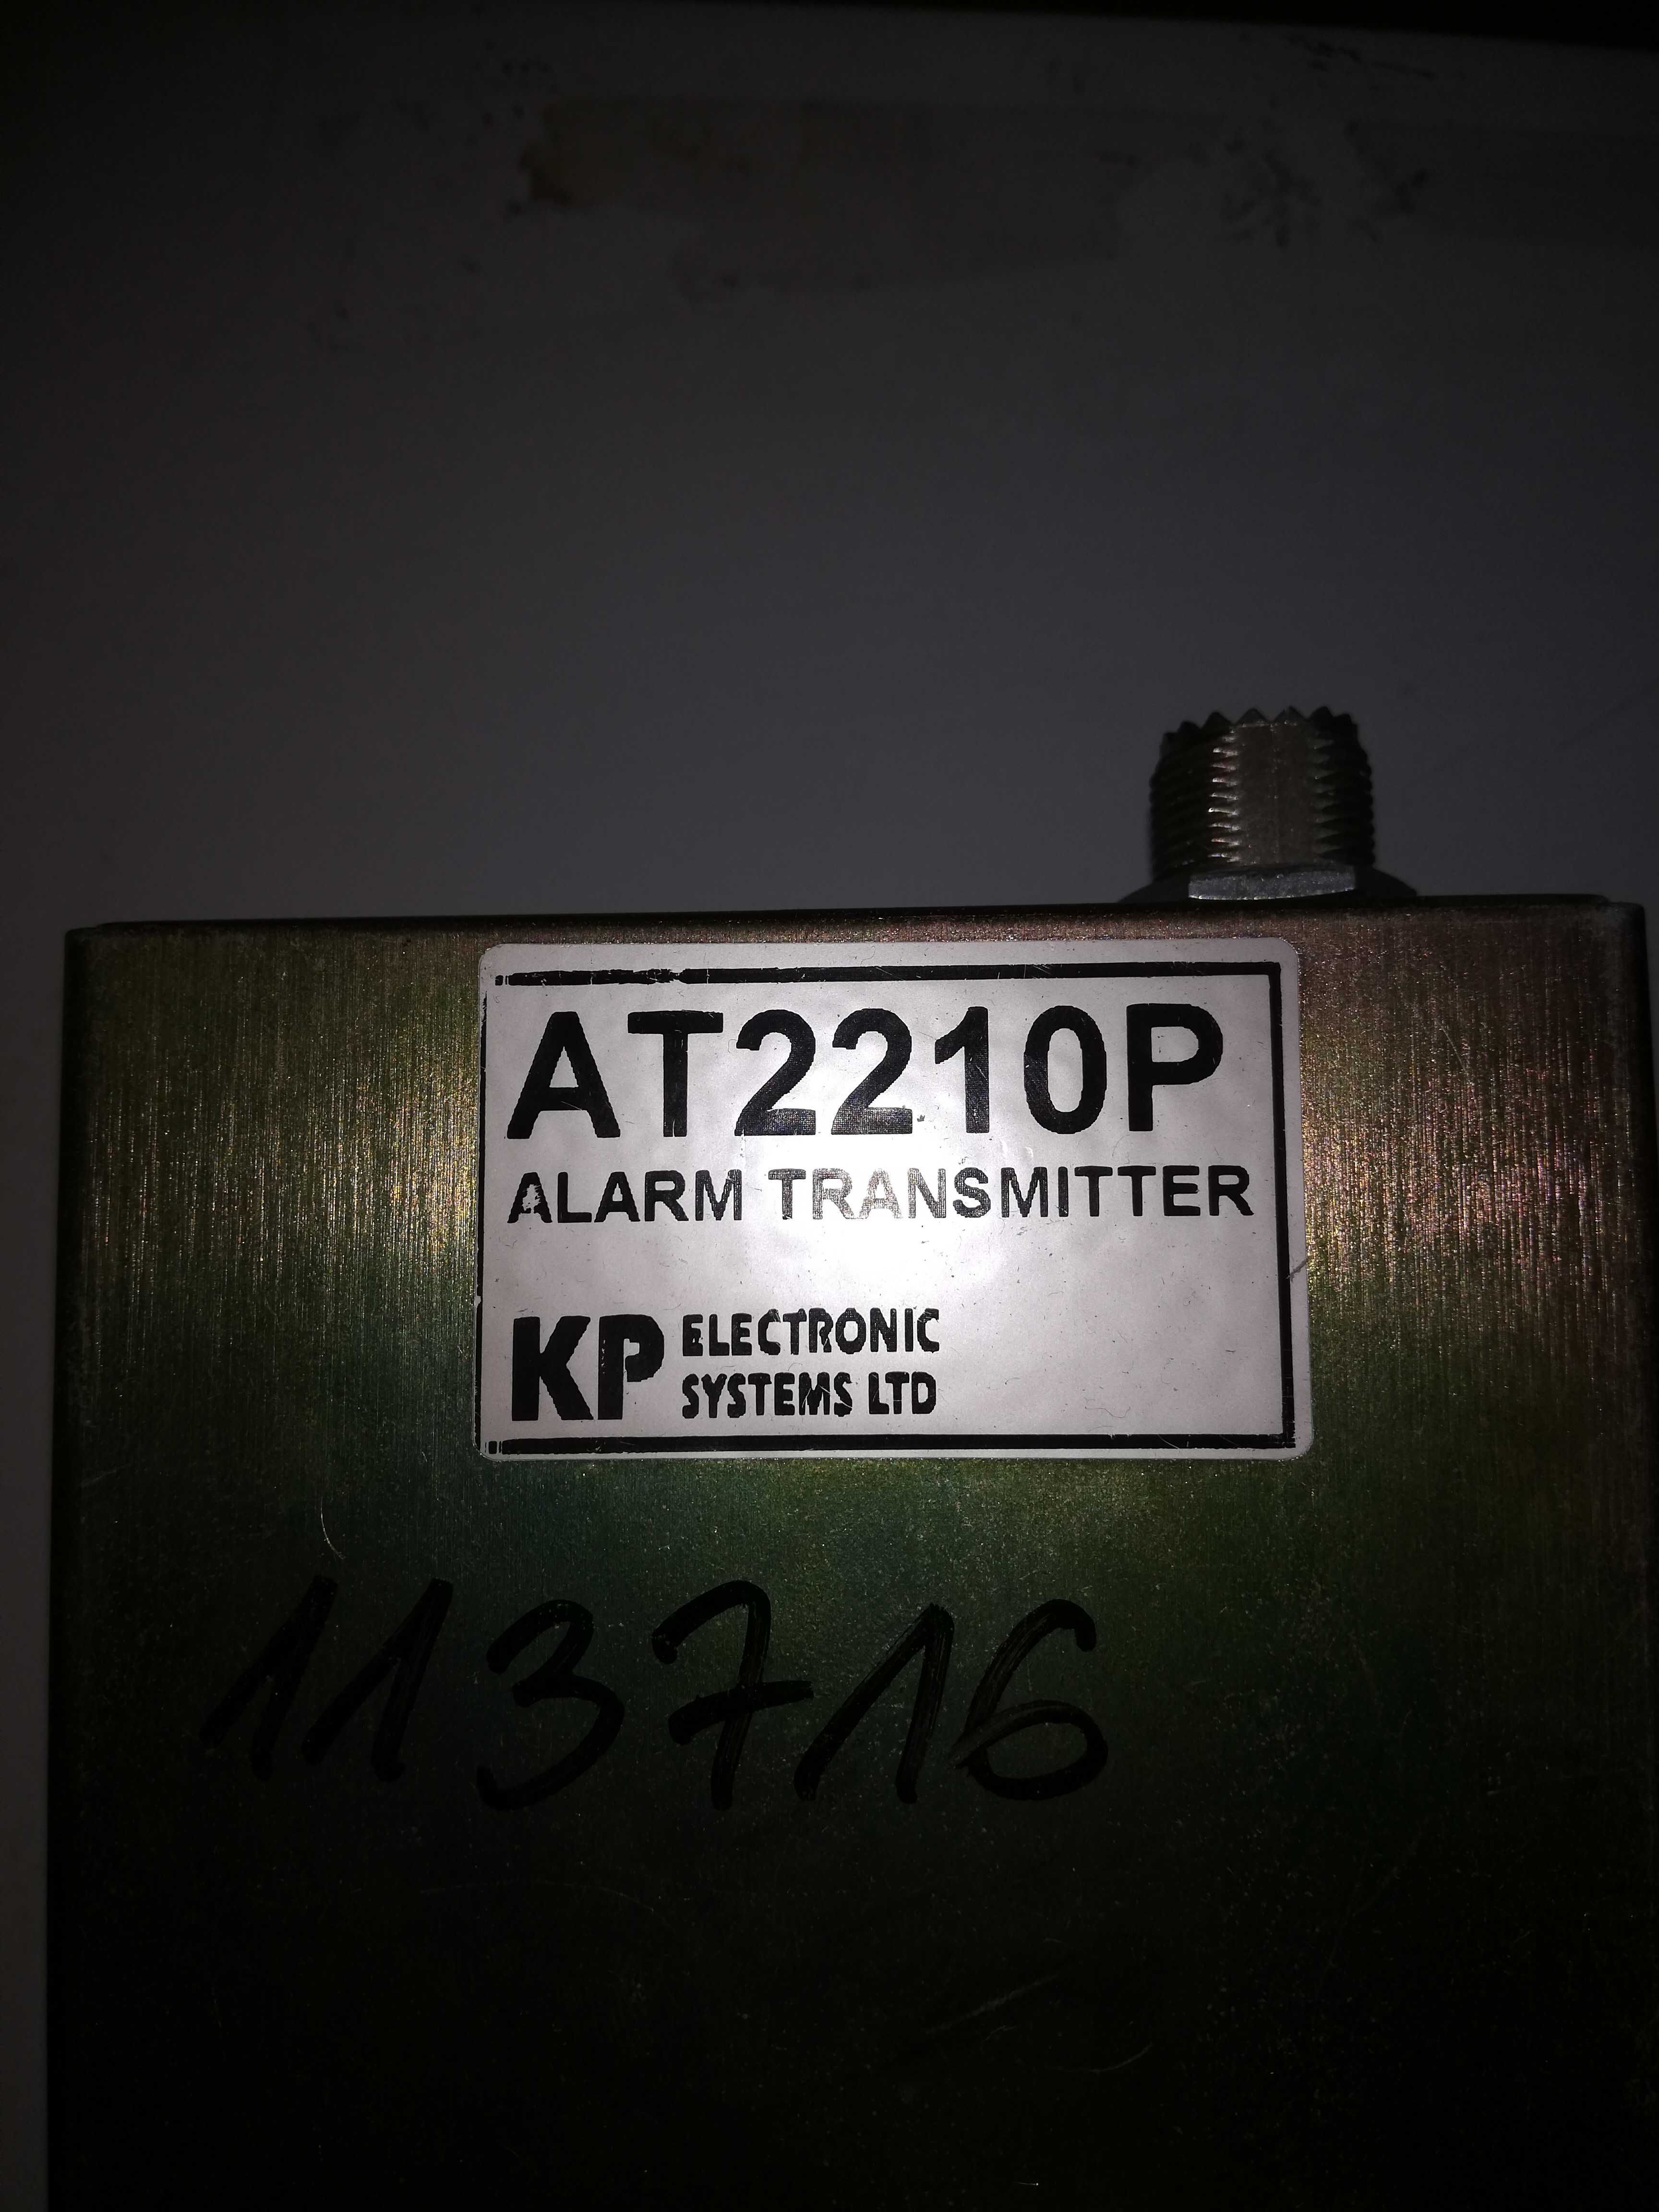 AT2210P
ALARM TRANSMITTER
KP ELECTRONIC
SYSTEMS LTD
113716